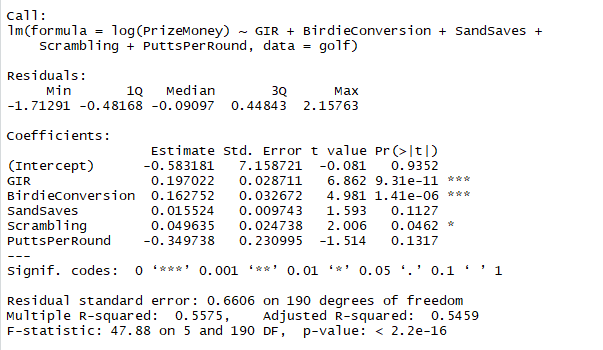 Call:
lm(formula = log(PrizeMoney) ~ GIR + BirdieConversion + SandSaves +
    Scrambling + PuttsPerRound, data = golf)
Residuals:
     Min       1Q   Median       3Q      Max
-1.71291 -0.48168 -0.09097  0.44843  2.15763
Coefficients:
                  Estimate Std. Error t value Pr(>|t|)
(Intercept)      -0.583181   7.158721  -0.081   0.9352
GIR               0.197022   0.028711   6.862 9.31e-11 ***
BirdieConversion  0.162752   0.032672   4.981 1.41e-06 ***
SandSaves         0.015524   0.009743   1.593   0.1127
Scrambling        0.049635   0.024738   2.006   0.0462 *
PuttsPerRound    -0.349738   0.230995  -1.514   0.1317
---
Signif. codes:  0 ‘***’ 0.001 ‘**’ 0.01 ‘*’ 0.05 ‘.’ 0.1 ‘ ’ 1
Residual standard error: 0.6606 on 190 degrees of freedom
Multiple R-squared:  0.5575,    Adjusted R-squared:  0.5459
F-statistic: 47.88 on 5 and 190 DF,  p-value: < 2.2e-16